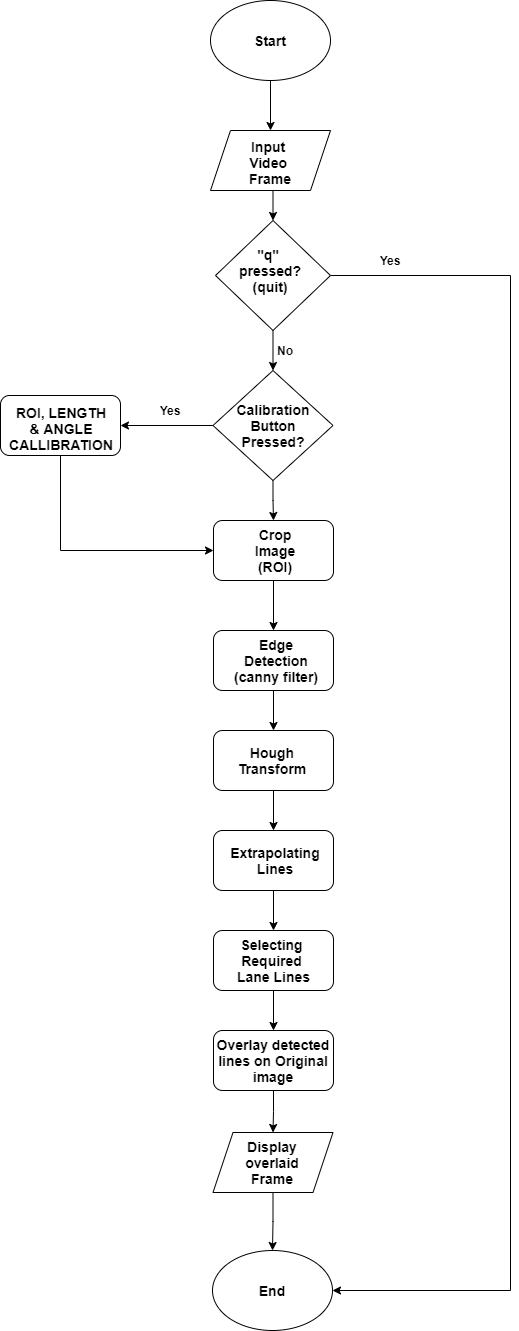 Start
Input
Video
Frame
"q"
pressed?
(quit)
Yes
No
Calibration
Button
Pressed?
Yes
ROI, LENGTH
& ANGLE
CALLIBRATION
Crop
Image
(ROI)
Edge
Detection
(canny filter)
Hough
Transform
Extrapolating
Lines
Selecting
Required
Lane Lines
Overlay detected
lines on Original
image
Display
overlaid
Frame
End